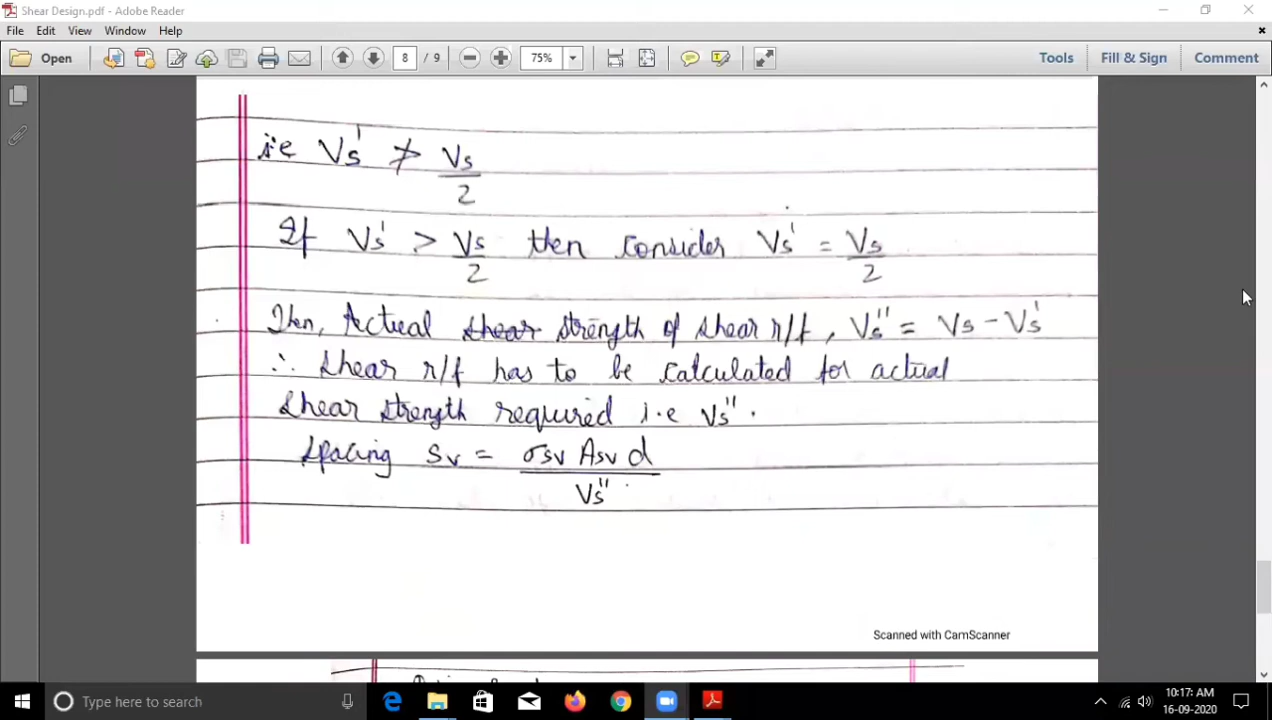 Shear Design.pdf - Adobe Reader
File Edit View Window Help
Open 8 / 9 75% Tools Fill & Sign Comment
i.e Vs' ≯ Vs/2
If Vs' > Vs/2 then consider Vs' = Vs/2
Then, Actual shear strength of shear r/f, Vs'' = Vs - Vs'
∴ shear r/f has to be calculated for actual
shear strength required i.e Vs''.
Spacing Sv = σsv Asv d / Vs''
Scanned with CamScanner
Type here to search
10:17: AM
16-09-2020